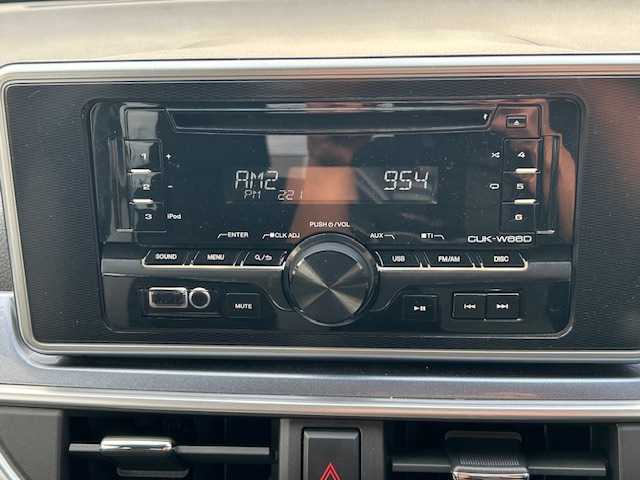 1 +
2 -
3 iPod
4
5
6
AM2 954
PM 2:21
PUSH ⏻/VOL
ENTER ■CLK ADJ AUX ■TI
CUK-W66D
SOUND MENU USB FM/AM DISC
MUTE